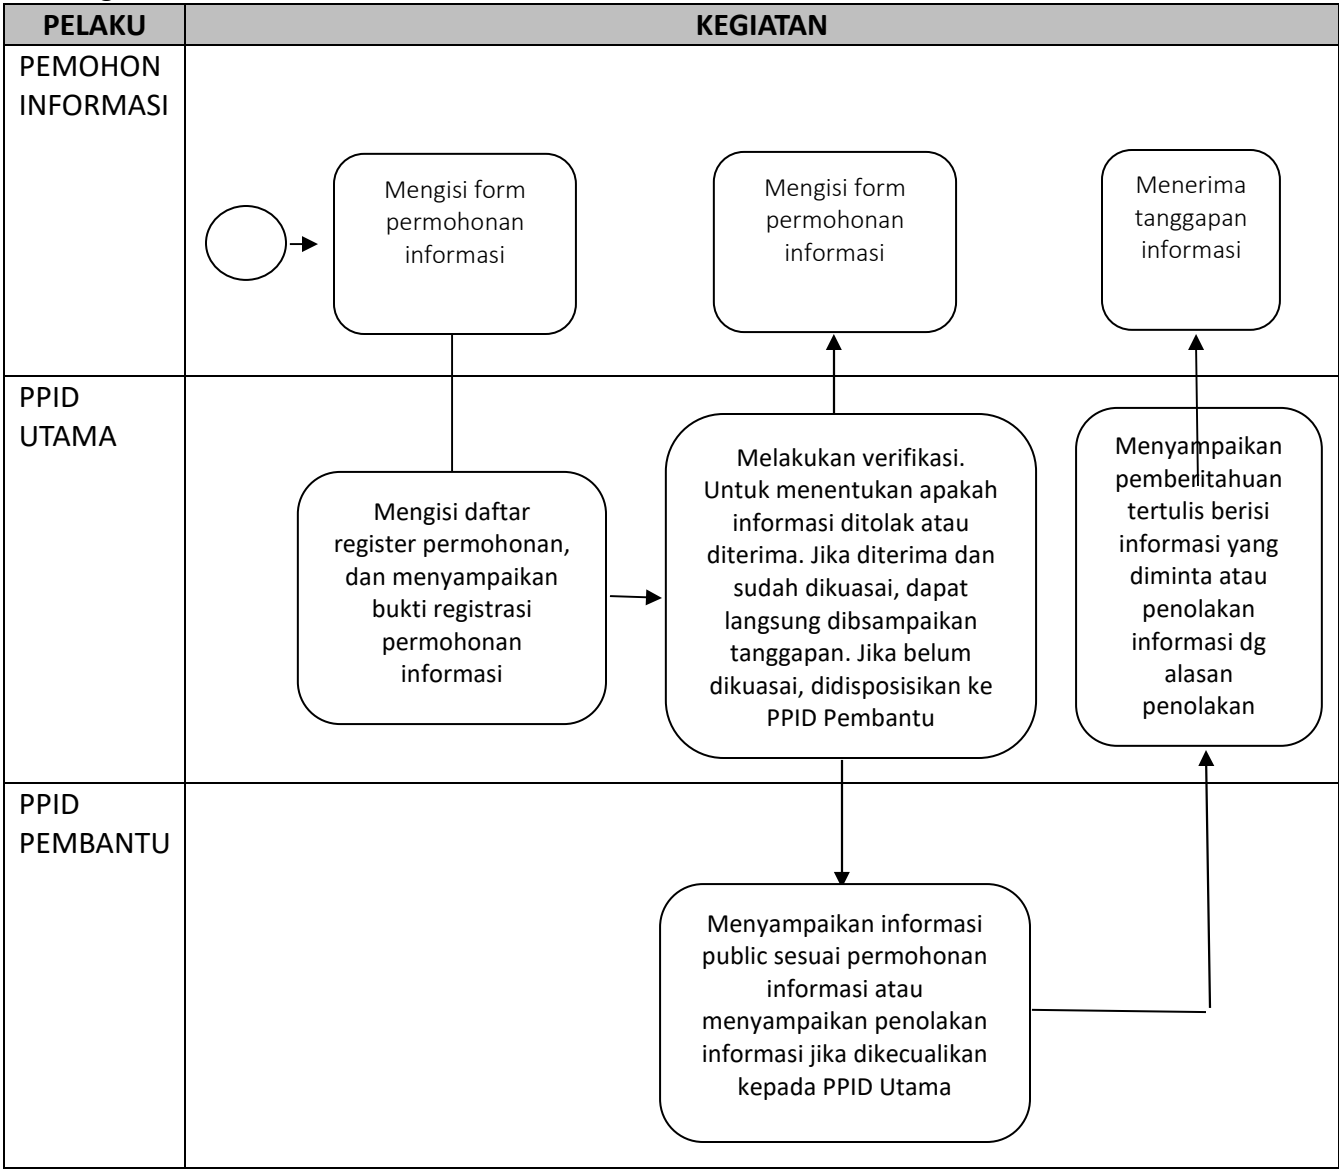 PELAKU
KEGIATAN
PEMOHON
INFORMASI
Mengisi form
permohonan
informasi
Mengisi form
permohonan
informasi
Menerima
tanggapan
informasi
PPID
UTAMA
Mengisi daftar
register permohonan,
dan menyampaikan
bukti registrasi
permohonan
informasi
Melakukan verifikasi.
Untuk menentukan apakah
informasi ditolak atau
diterima. Jika diterima dan
sudah dikuasai, dapat
langsung dibsampaikan
tanggapan. Jika belum
dikuasai, didisposisikan ke
PPID Pembantu
Menyampaikan
pemberitahuan
tertulis berisi
informasi yang
diminta atau
penolakan
informasi dg
alasan
penolakan
PPID
PEMBANTU
Menyampaikan informasi
public sesuai permohonan
informasi atau
menyampaikan penolakan
informasi jika dikecualikan
kepada PPID Utama